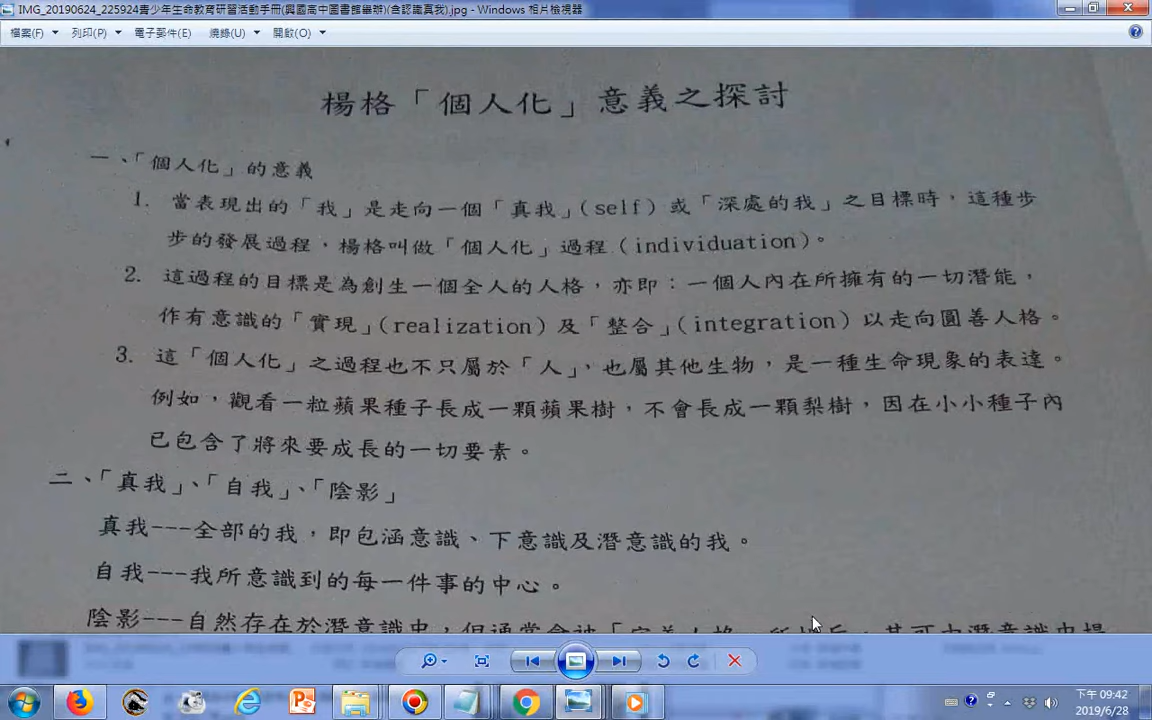 IMG_20190624_225924青少年生命教育研習活動手冊(興國高中圖書館編辦)(含認識真我).jpg - Windows 相片檢視器
檔案(F) 列印(P) 電子郵件(E) 燒錄(U) 開啟(O)
楊格「個人化」意義之探討
一、「個人化」的意義
1. 當表現出的「我」是走向一個「真我」(self)或「深處的我」之目標時，這種步
步的發展過程，楊格叫做「個人化」過程(individuation)。
2. 這過程的目標是為創生一個全人的人格，亦即：一個人內在所擁有的一切潛能，
作有意識的「實現」(realization)及「整合」(integration)以走向圓善人格。
3. 這「個人化」之過程也不只屬於「人」，也屬其他生物，是一種生命現象的表達。
例如，觀看一粒蘋果種子長成一顆蘋果樹，不會長成一顆梨樹，因在小小種子內
已包含了將來要成長的一切要素。
二、「真我」、「自我」、「陰影」
真我---全部的我，即包涵意識、下意識及潛意識的我。
自我---我所意識到的每一件事的中心。
陰影---自然存在於潛意識中，但通常會被「完美人格
下午 09:42
2019/6/28